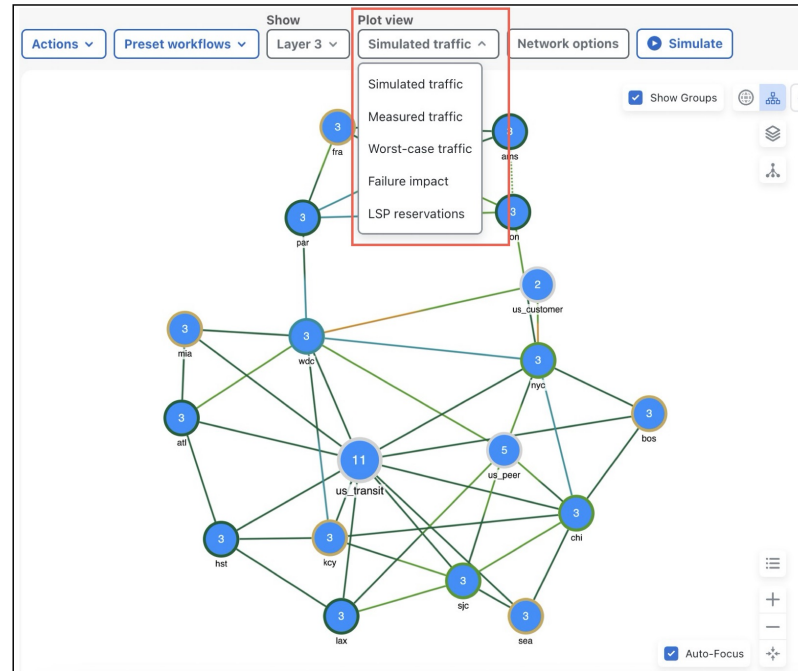 Show
Plot view
Actions
Preset workflows
Layer 3
Simulated traffic
Network options
Simulate
Simulated traffic
Measured traffic
Worst-case traffic
Failure impact
LSP reservations
Show Groups
3
fra
3
ams
3
par
3
on
2
us_customer
3
mia
3
wdc
3
nyc
3
atl
3
bos
11
us_transit
5
us_peer
3
chi
3
hst
3
kcy
3
sjc
3
lax
3
sea
Auto-Focus